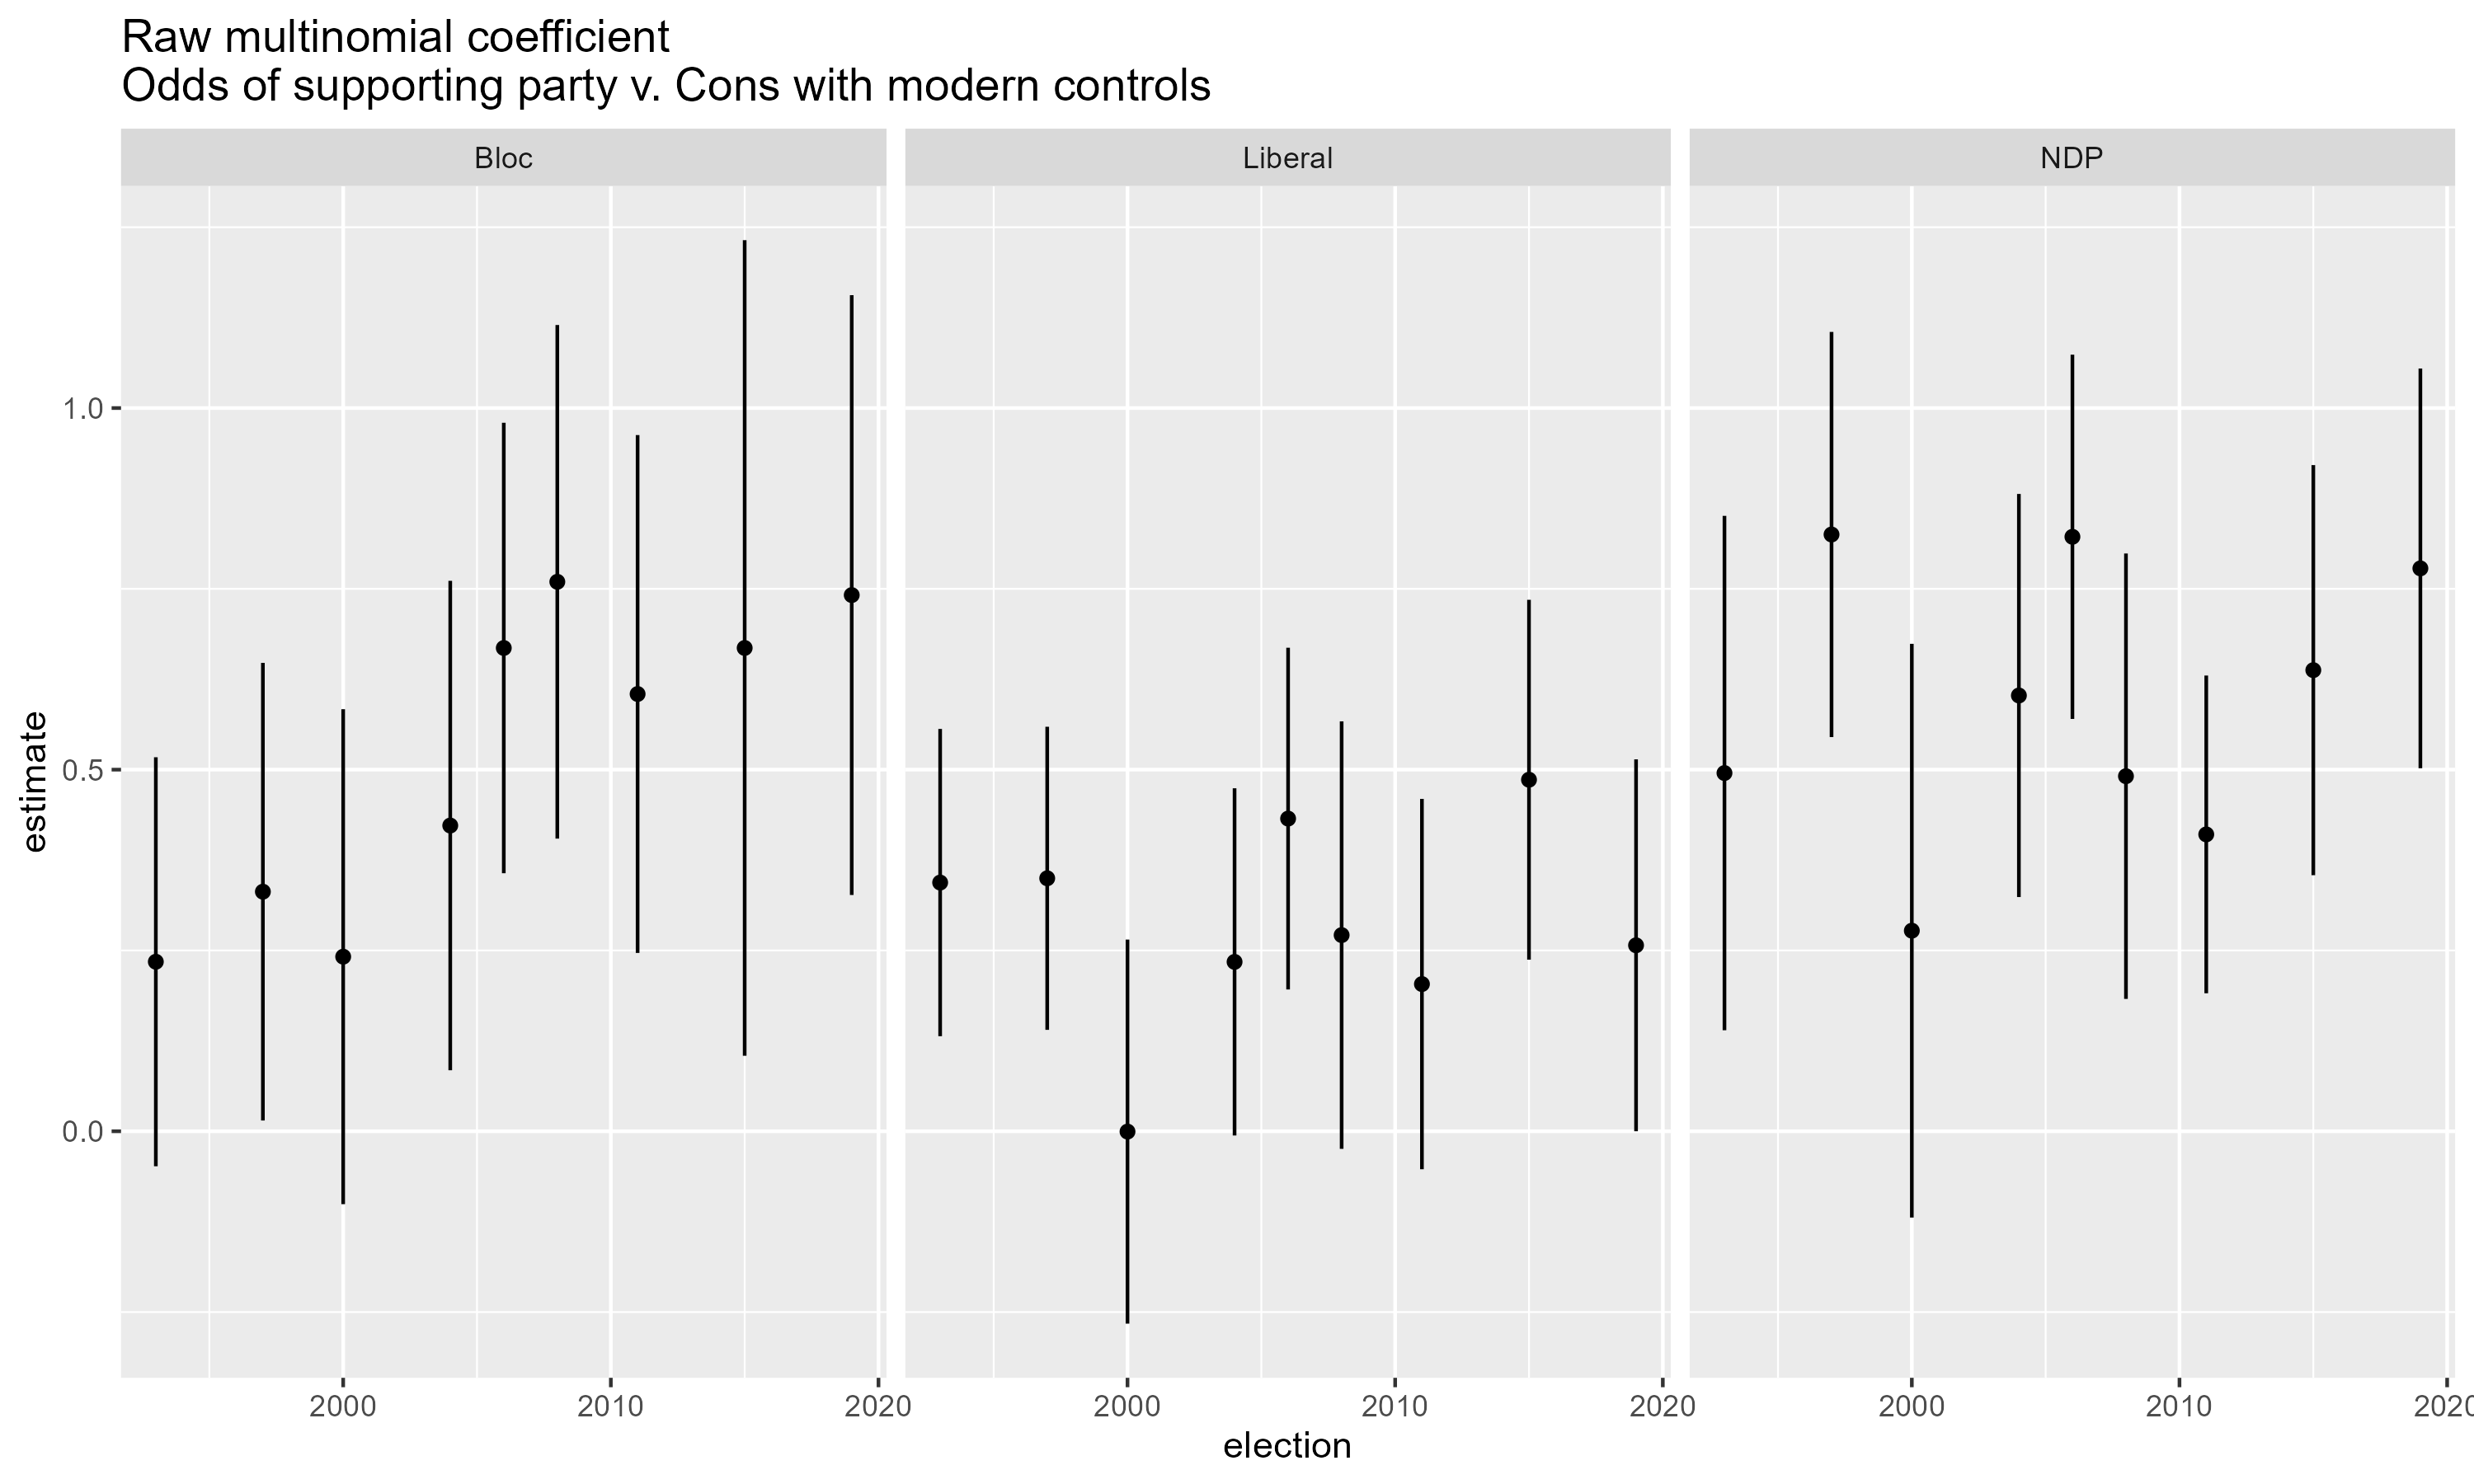 Raw multinomial coefficient
Odds of supporting party v. Cons with modern controls
Bloc Liberal NDP
estimate
1.0
0.5
0.0
2000 2010 2020 2000 2010 2020 2000 2010 2020
election